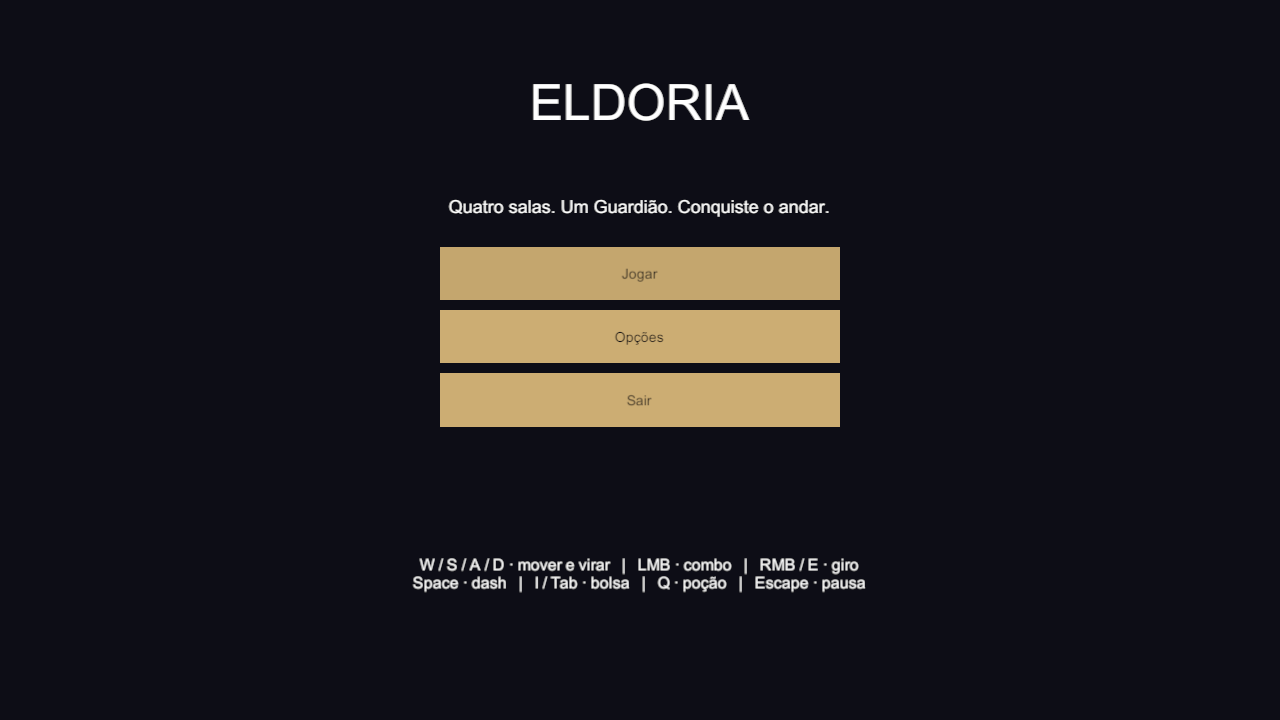 ELDORIA
Quatro salas. Um Guardião. Conquiste o andar.
Jogar
Opções
Sair
W / S / A / D · mover e virar | LMB · combo | RMB / E · giro
Space · dash | I / Tab · bolsa | Q · poção | Escape · pausa